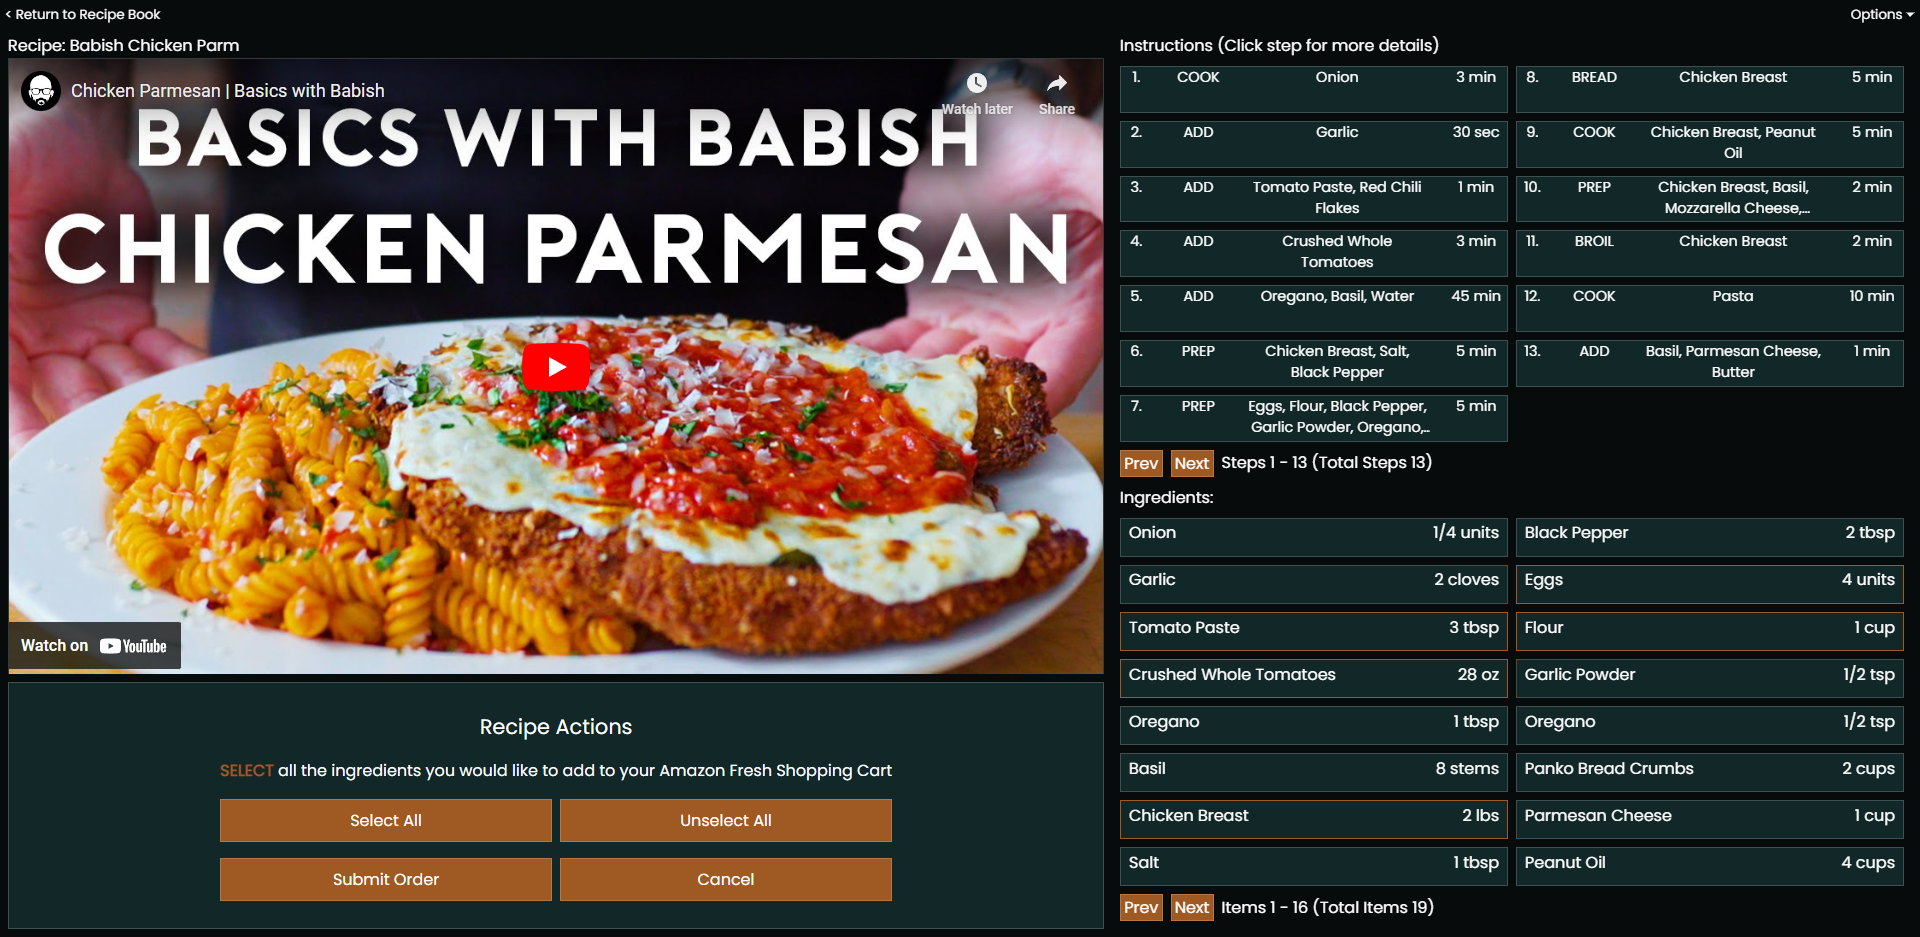 < Return to Recipe Book
Options
Recipe: Babish Chicken Parm
Chicken Parmesan | Basics with Babish
Watch later
Share
BASICS WITH BABISH
CHICKEN PARMESAN
Watch on YouTube
Recipe Actions
SELECT all the ingredients you would like to add to your Amazon Fresh Shopping Cart
Select All
Unselect All
Submit Order
Cancel
Instructions (Click step for more details)
1. COOK Onion 3 min
2. ADD Garlic 30 sec
3. ADD Tomato Paste, Red Chili 1 min
Flakes
4. ADD Crushed Whole 3 min
Tomatoes
5. ADD Oregano, Basil, Water 45 min
6. PREP Chicken Breast, Salt, 5 min
Black Pepper
7. PREP Eggs, Flour, Black Pepper, 5 min
Garlic Powder, Oregano,...
8. BREAD Chicken Breast 5 min
9. COOK Chicken Breast, Peanut 5 min
Oil
10. PREP Chicken Breast, Basil, 2 min
Mozzarella Cheese,...
11. BROIL Chicken Breast 2 min
12. COOK Pasta 10 min
13. ADD Basil, Parmesan Cheese, 1 min
Butter
Prev Next Steps 1 - 13 (Total Steps 13)
Ingredients:
Onion 1/4 units
Garlic 2 cloves
Tomato Paste 3 tbsp
Crushed Whole Tomatoes 28 oz
Oregano 1 tbsp
Basil 8 stems
Chicken Breast 2 lbs
Salt 1 tbsp
Black Pepper 2 tbsp
Eggs 4 units
Flour 1 cup
Garlic Powder 1/2 tsp
Oregano 1/2 tsp
Panko Bread Crumbs 2 cups
Parmesan Cheese 1 cup
Peanut Oil 4 cups
Prev Next Items 1 - 16 (Total Items 19)